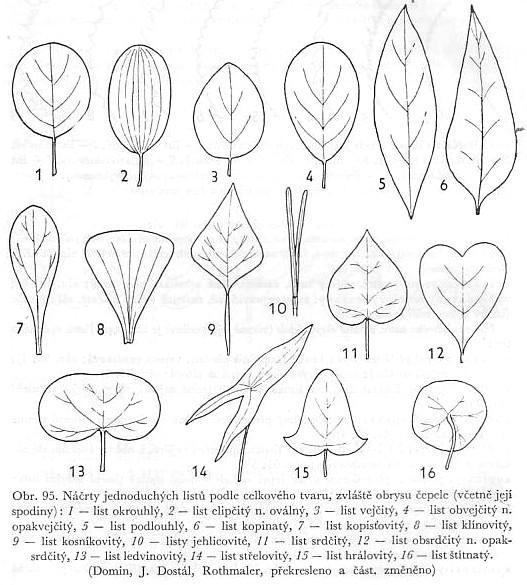 1
2
3
4
5
6
7
8
9
10
11
12
13
14
15
16
Obr. 95. Náčrty jednoduchých listů podle celkového tvaru, zvláště obrysu čepele (včetně její
spodiny): 1 — list okrouhlý, 2 — list elipčitý n. oválný, 3 — list vejčitý, 4 — list obvejčitý n.
opakvejčitý, 5 — list podlouhlý, 6 — list kopinatý, 7 — list kopisťovitý, 8 — list klínovitý,
9 — list kosníkovitý, 10 — listy jehlicovité, 11 — list srdčitý, 12 — list obsrdčitý n. opak-
srdčitý, 13 — list ledvinovitý, 14 — list střelovitý, 15 — list hrálovitý, 16 — list štítnatý.
(Domin, J. Dostál, Rothmaler, překresleno a část. změněno)